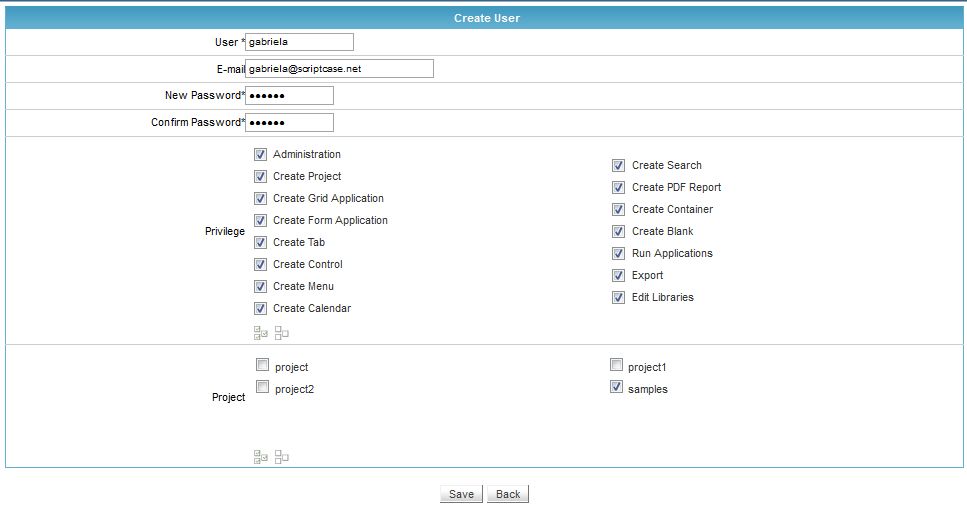 Create User
User * gabriela
E-mail gabriela@scriptcase.net
New Password* ●●●●●●
Confirm Password* ●●●●●●
Privilege
Administration
Create Project
Create Grid Application
Create Form Application
Create Tab
Create Control
Create Menu
Create Calendar
Create Search
Create PDF Report
Create Container
Create Blank
Run Applications
Export
Edit Libraries
Project
project project1
project2 samples
Save Back